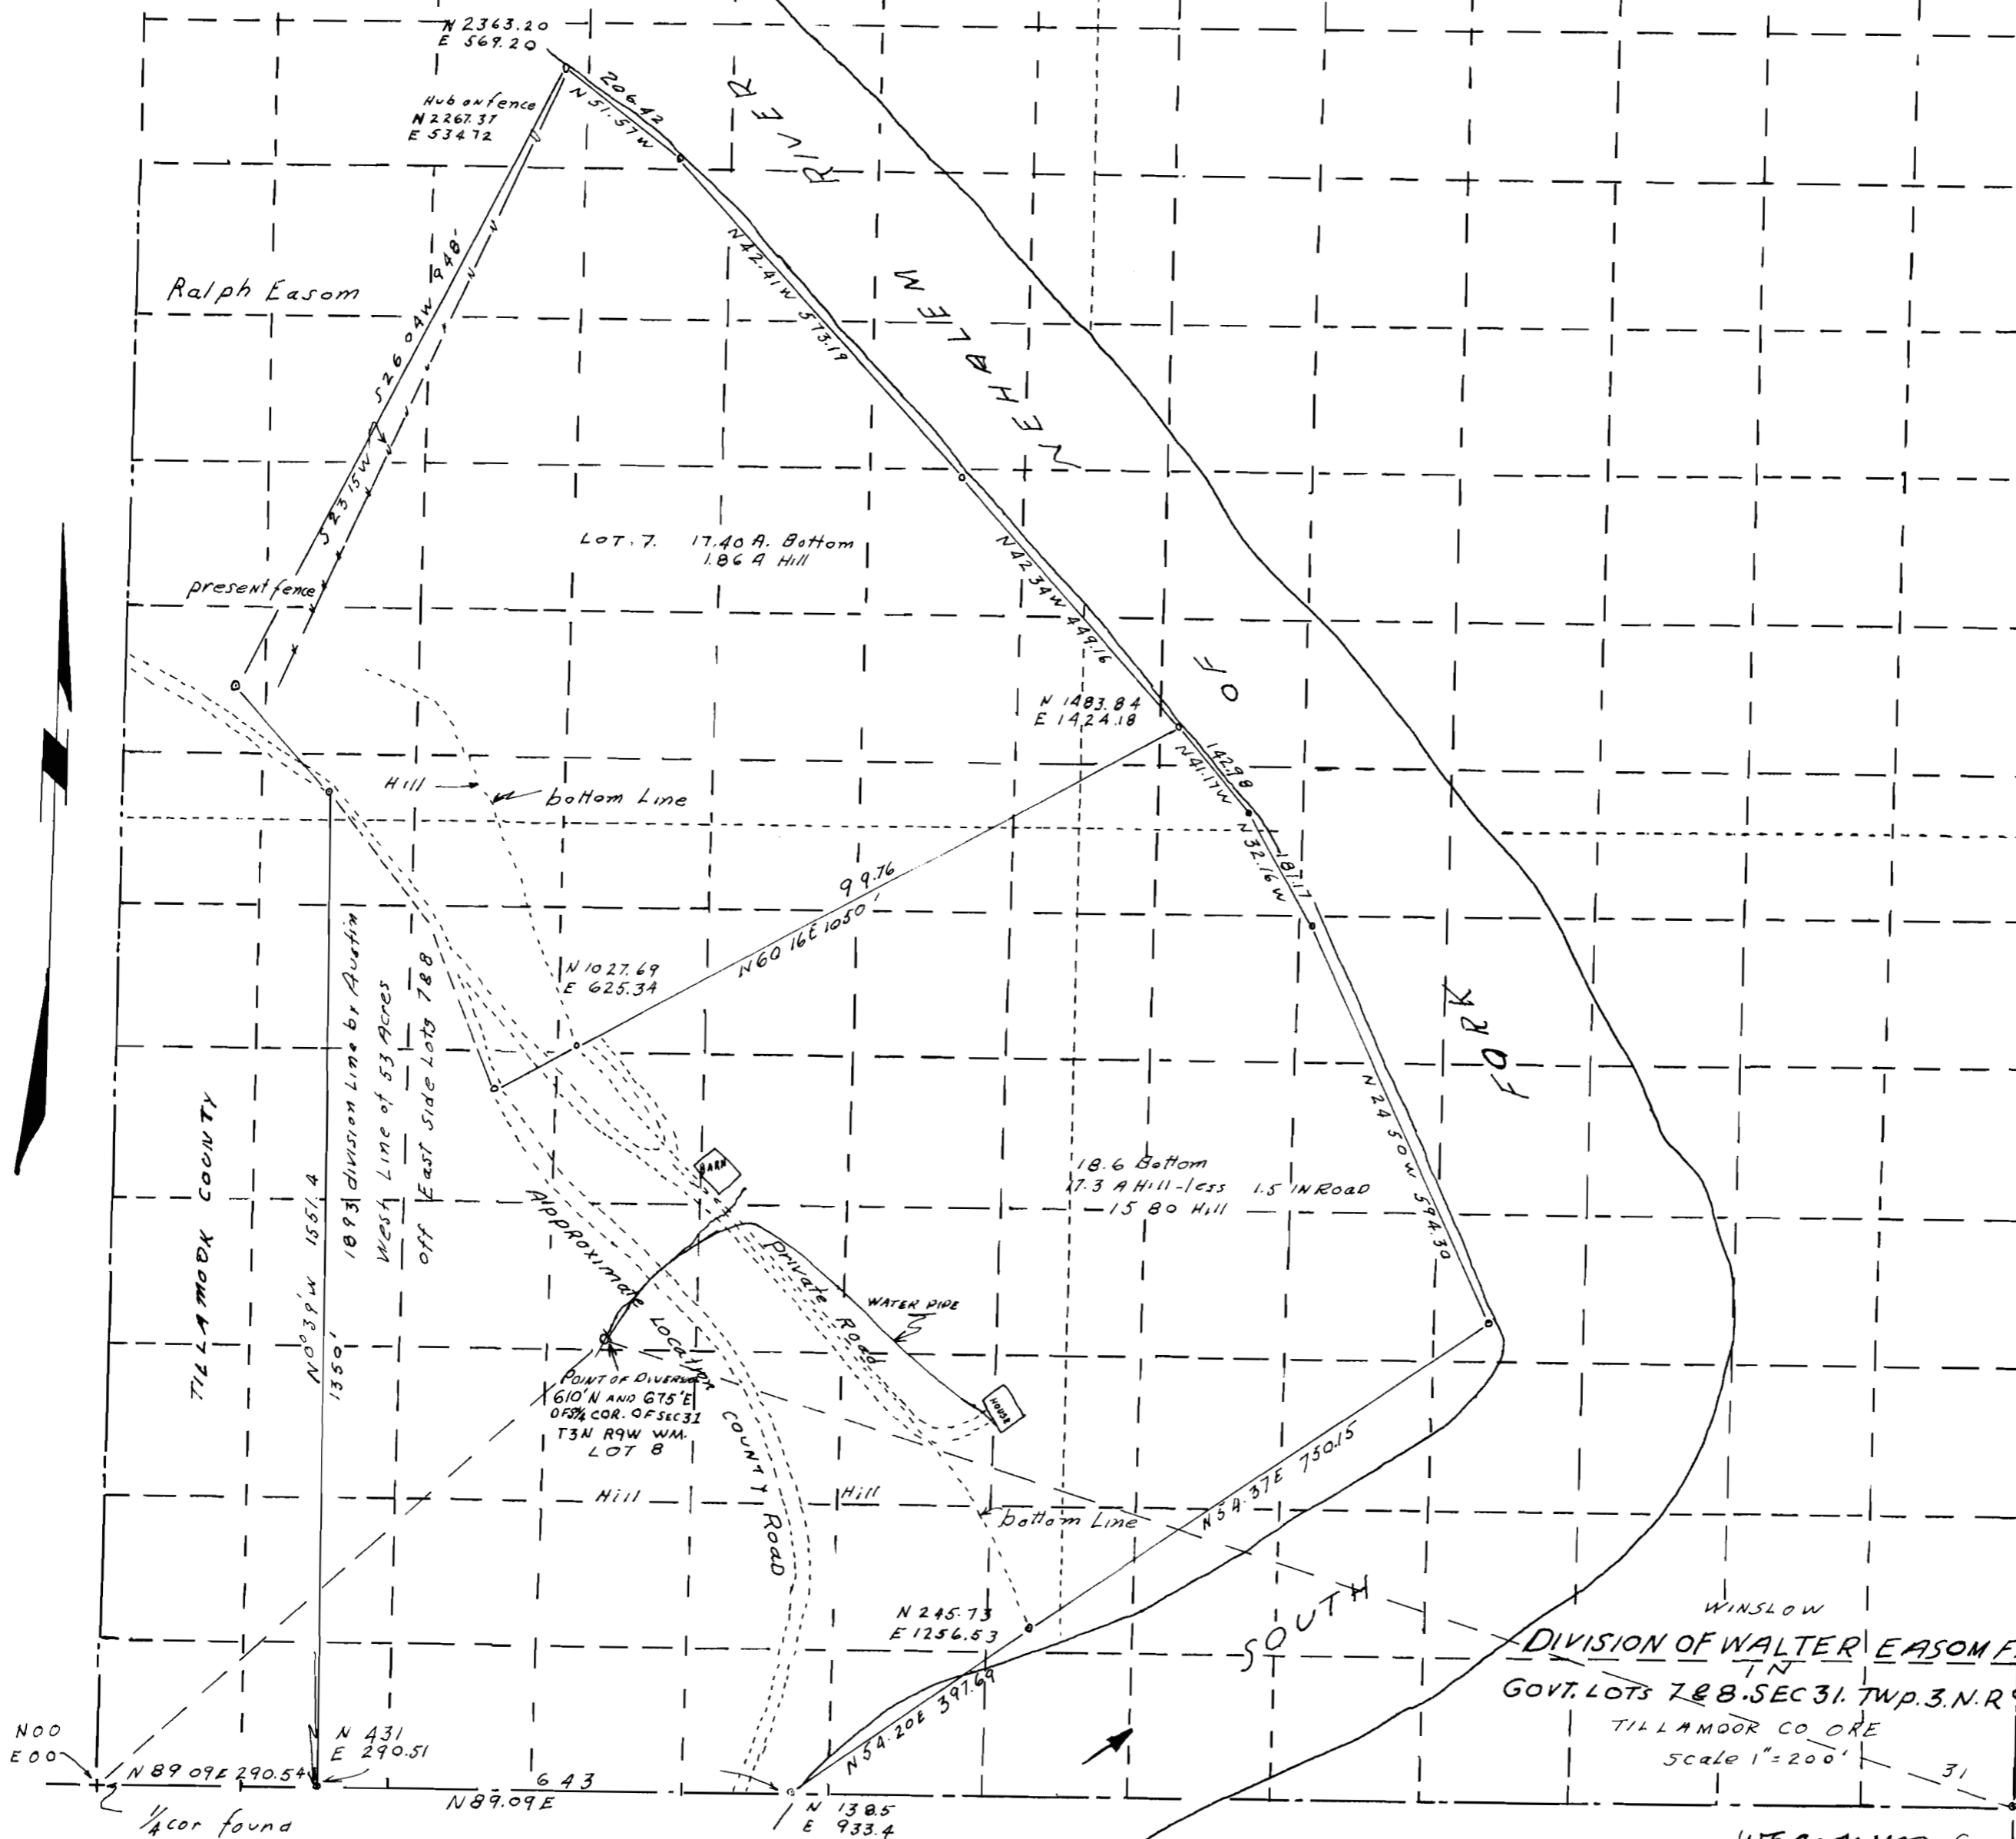 N 2363.20
E 569.20
Hub on fence
N 2267.37
E 534 72
206.42
N 51.57 W
RIVER
Ralph Easom
S 26 04 W 948'
S 23 15 W
N 42.41 W 573.19
NEHALEM
LOT. 7. 17.40 A. Bottom
1.86 A Hill
present fence
N 42 34 W 449.16
OF
N 1483.84
E 1424.18
142.98
N 41.17 W
Hill
bottom Line
187.17
N 32.16 W
99.76
N 60 16 E 1050'
N 1027.69
E 625.34
FORK
TILLAMOOK COUNTY
N 0° 39' W 1551.4
1350'
1893 division Line by Austin
West Line of 53 Acres
off East side Lots 7 & 8
BARN
18.6 Bottom
17.3 A Hill-less 1.5 IN ROAD
15 80 Hill
N 24 50 W 594.30
Approximate Location COUNTY ROAD
Private Road
WATER PIPE
POINT OF DIVERSION
610' N AND 675' E
OF S¼ COR. OF SEC 31
T3N R9W WM.
LOT 8
HOUSE
Hill Hill
bottom Line
N 54.37 E 750.15
SOUTH
N 245.73
E 1256.53
N 54.20 E 397.69
WINSLOW
DIVISION OF WALTER EASOM F
IN
GOVT. LOTS 7 & 8. SEC 31. TWP. 3. N. R 9
TILLAMOOK CO ORE
Scale 1" = 200'
31
N 00
E 00
N 89 09 E 290.54
N 431
E 290.51
643
N 89.09 E
N 138.5
E 933.4
¼ cor found